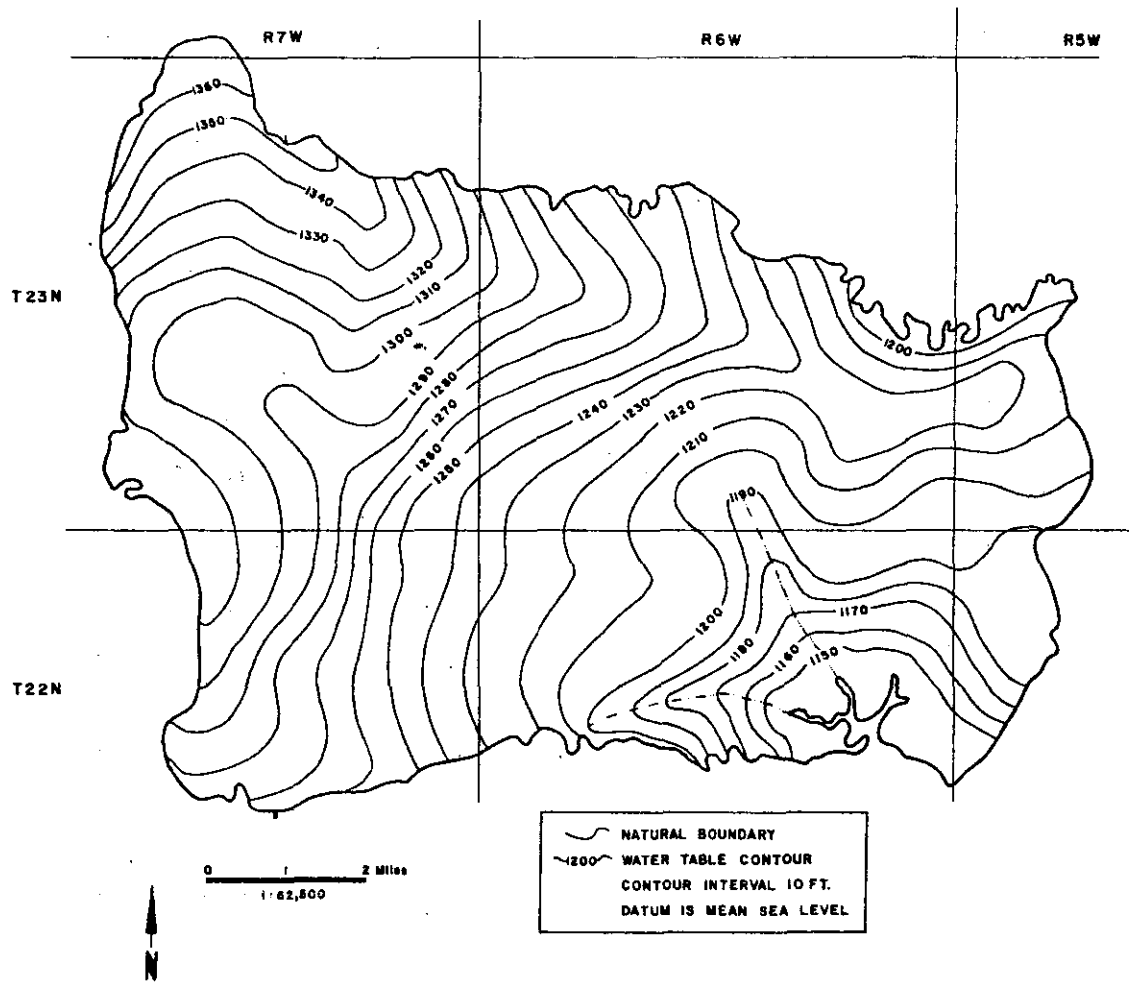 R7W
R6W
R5W
1360
1350
1340
1330
1320
1310
T23N
1300
1200
1290
1280
1270
1260
1250
1240
1230
1220
1210
1190
1200
1170
1180
1160
1150
T22N
NATURAL BOUNDARY
1200 WATER TABLE CONTOUR
CONTOUR INTERVAL 10 FT.
DATUM IS MEAN SEA LEVEL
0 1 2 Miles
1:62,500
N